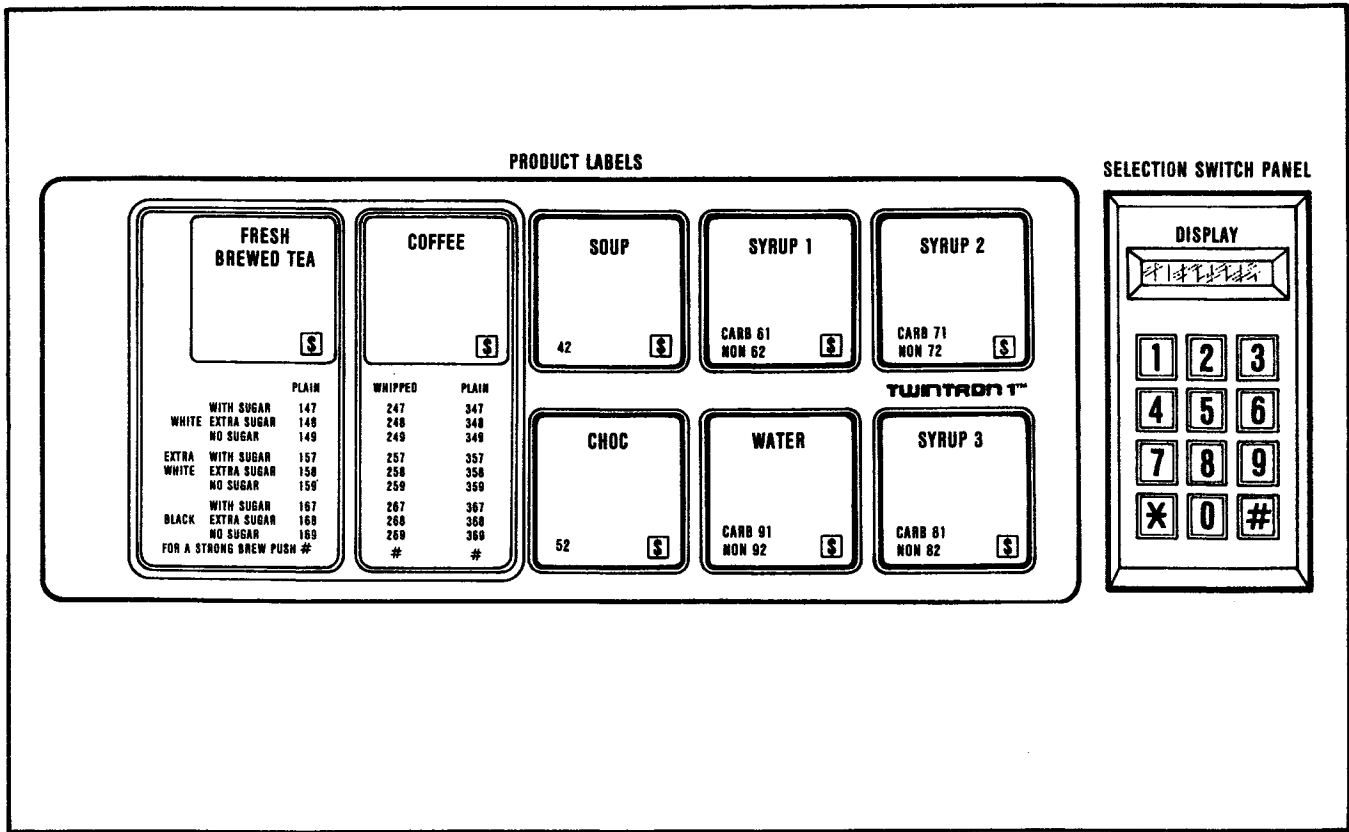 PRODUCT LABELS
SELECTION SWITCH PANEL
FRESH
BREWED TEA
$
PLAIN
WITH SUGAR 147
WHITE EXTRA SUGAR 148
NO SUGAR 149
EXTRA WITH SUGAR 157
WHITE EXTRA SUGAR 158
NO SUGAR 159
WITH SUGAR 167
BLACK EXTRA SUGAR 168
NO SUGAR 169
FOR A STRONG BREW PUSH #
COFFEE
$
WHIPPED PLAIN
247 347
248 348
249 349
257 357
258 358
259 359
267 367
268 368
269 369
# #
SOUP
42 $
SYRUP 1
CARB 61
NON 62 $
SYRUP 2
CARB 71
NON 72 $
TWINTRON 1™
CHOC
52 $
WATER
CARB 91
NON 92 $
SYRUP 3
CARB 81
NON 82 $
DISPLAY
1 2 3
4 5 6
7 8 9
* 0 #